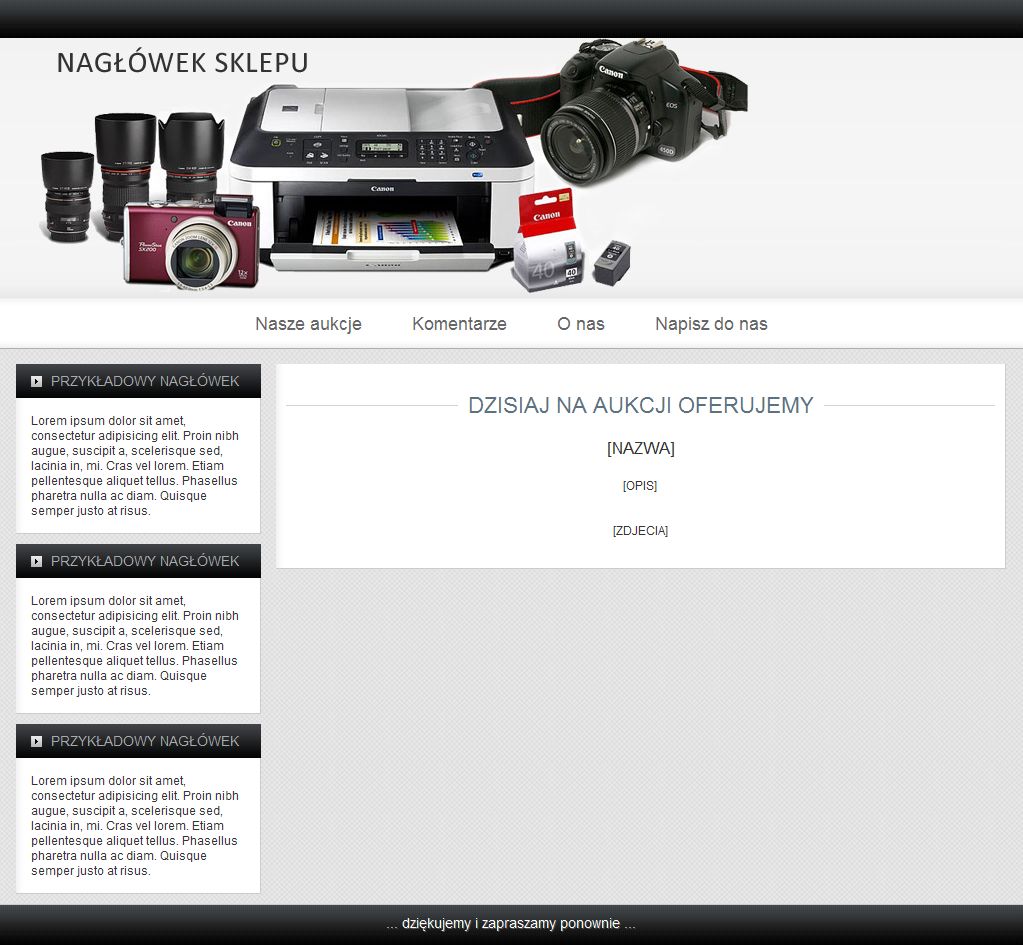 NAGŁÓWEK SKLEPU
Canon
EOS
450D
Canon
Canon
PowerShot
SX200
12x
Canon
40
40
Nasze aukcje Komentarze O nas Napisz do nas
PRZYKŁADOWY NAGŁÓWEK
Lorem ipsum dolor sit amet,
consectetur adipisicing elit. Proin nibh
augue, suscipit a, scelerisque sed,
lacinia in, mi. Cras vel lorem. Etiam
pellentesque aliquet tellus. Phasellus
pharetra nulla ac diam. Quisque
semper justo at risus.
PRZYKŁADOWY NAGŁÓWEK
Lorem ipsum dolor sit amet,
consectetur adipisicing elit. Proin nibh
augue, suscipit a, scelerisque sed,
lacinia in, mi. Cras vel lorem. Etiam
pellentesque aliquet tellus. Phasellus
pharetra nulla ac diam. Quisque
semper justo at risus.
PRZYKŁADOWY NAGŁÓWEK
Lorem ipsum dolor sit amet,
consectetur adipisicing elit. Proin nibh
augue, suscipit a, scelerisque sed,
lacinia in, mi. Cras vel lorem. Etiam
pellentesque aliquet tellus. Phasellus
pharetra nulla ac diam. Quisque
semper justo at risus.
DZISIAJ NA AUKCJI OFERUJEMY
[NAZWA]
[OPIS]
[ZDJECIA]
... dziękujemy i zapraszamy ponownie ...